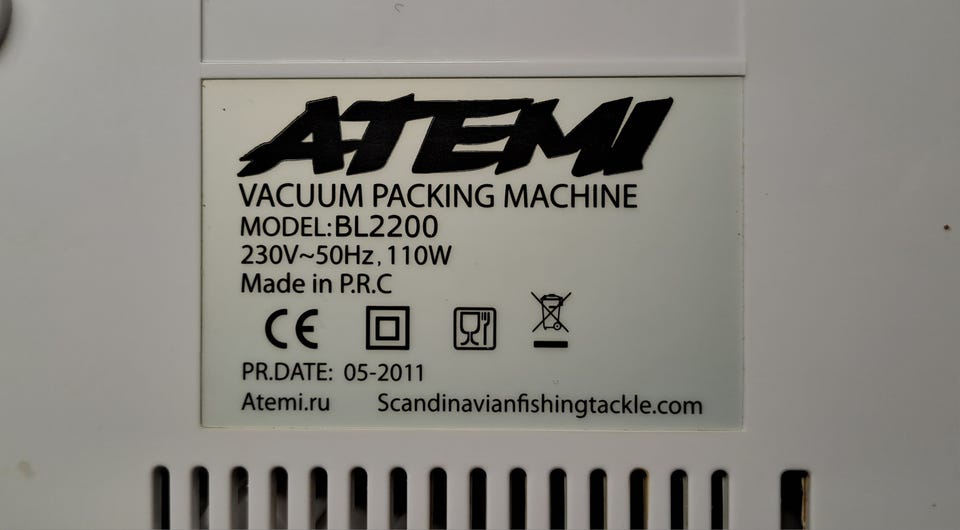 ATEMI
VACUUM PACKING MACHINE
MODEL:BL2200
230V~50Hz, 110W
Made in P.R.C
CE
PR.DATE: 05-2011
Atemi.ru Scandinavianfishingtackle.com